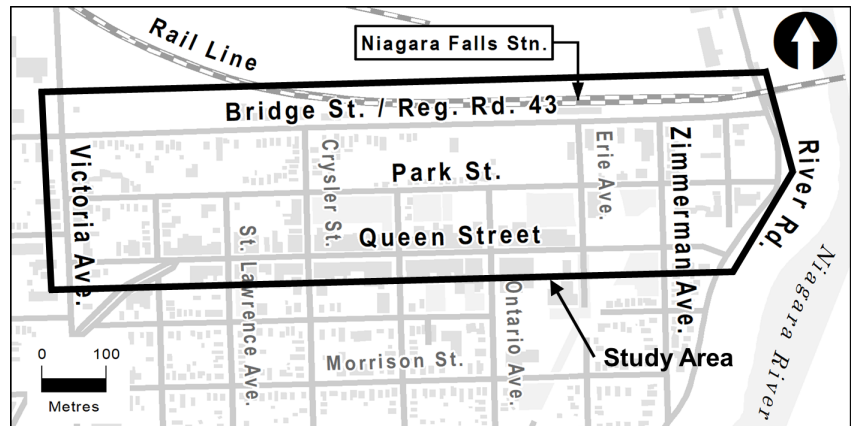 Rail Line
Niagara Falls Stn.
Bridge St. / Reg. Rd. 43
Victoria Ave.
Crysler St.
Park St.
Erie Ave.
Zimmerman Ave.
River Rd.
Queen Street
St. Lawrence Ave.
Ontario Ave.
Niagara River
Morrison St.
Study Area
0 100
Metres